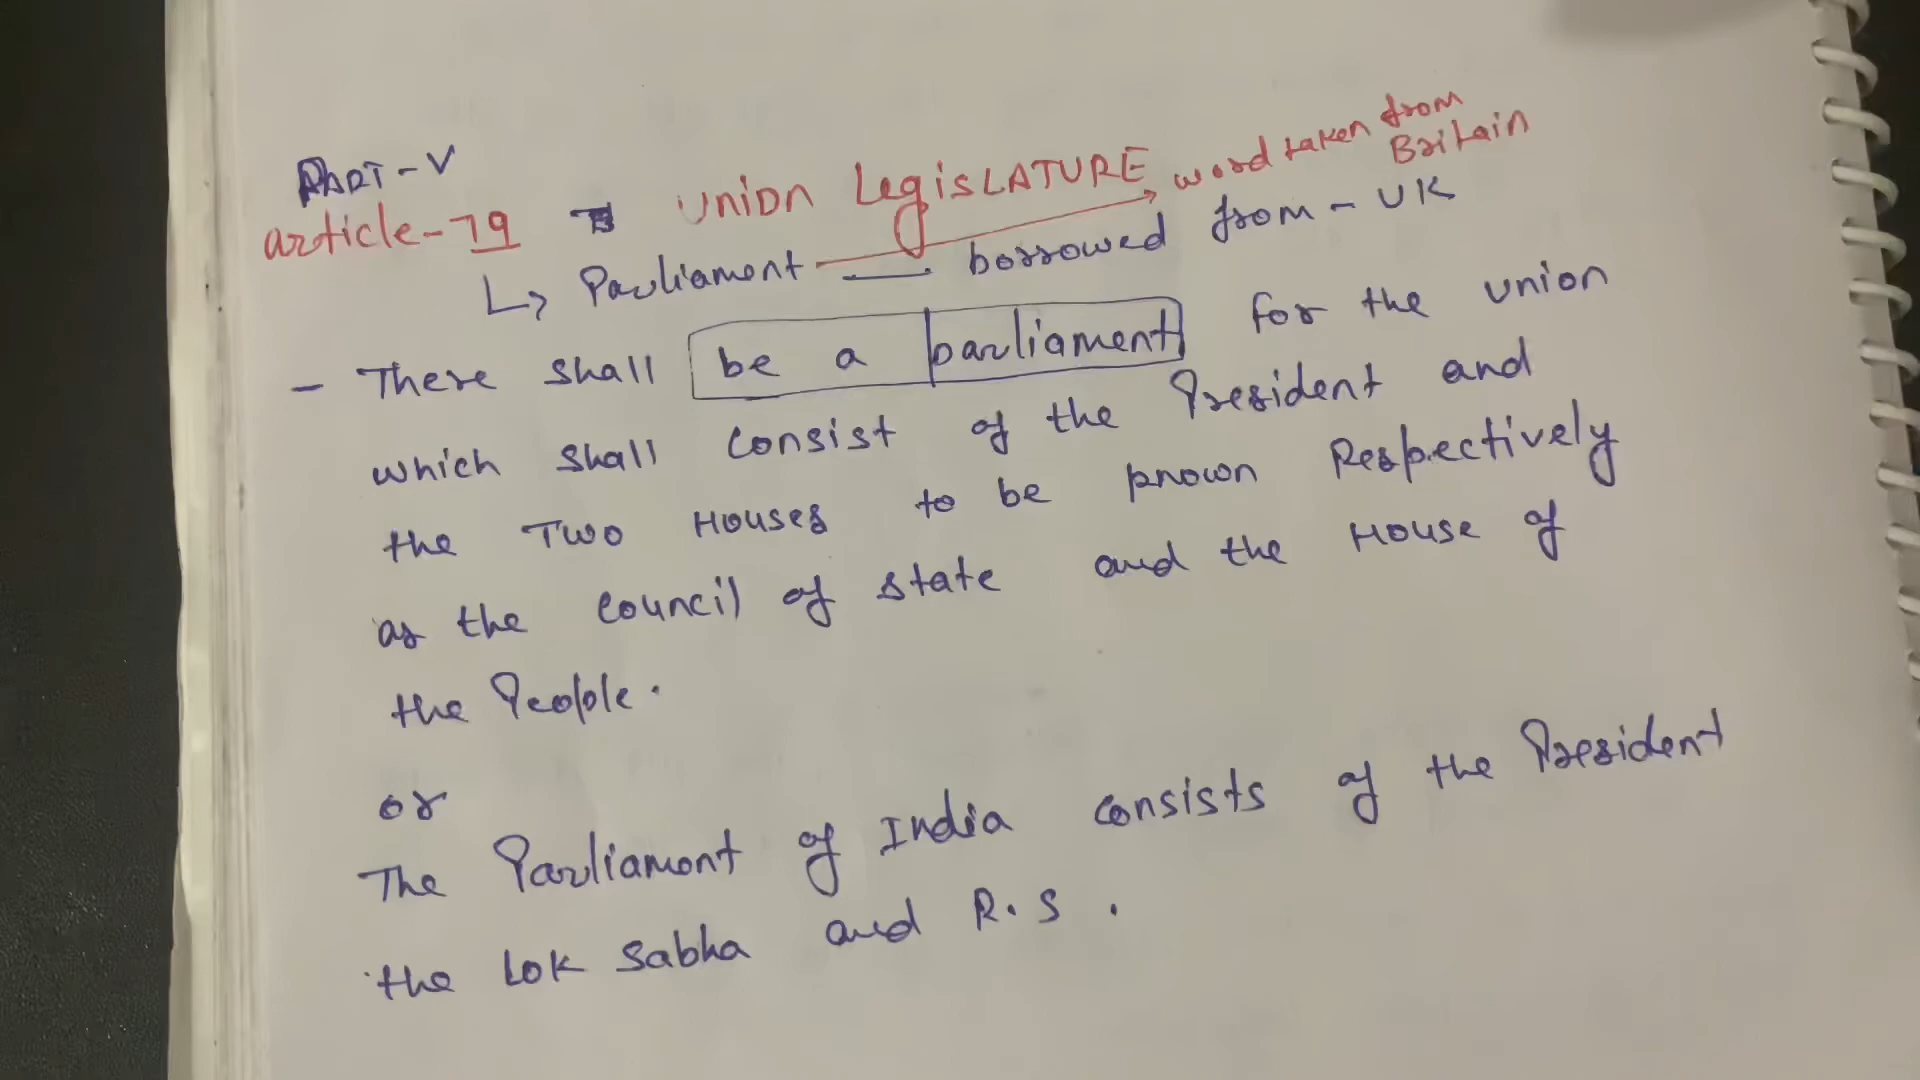 PART-V
article-79 UNION LegiSLATURE word taken from Britain
↳ Parliament — borrowed from - UK
- There shall be a parliament for the union
which shall consist of the President and
the Two Houses to be known Respectively
as the council of state and the House of
the People.
or
The Parliament of India consists of the President
the Lok Sabha and R.S.